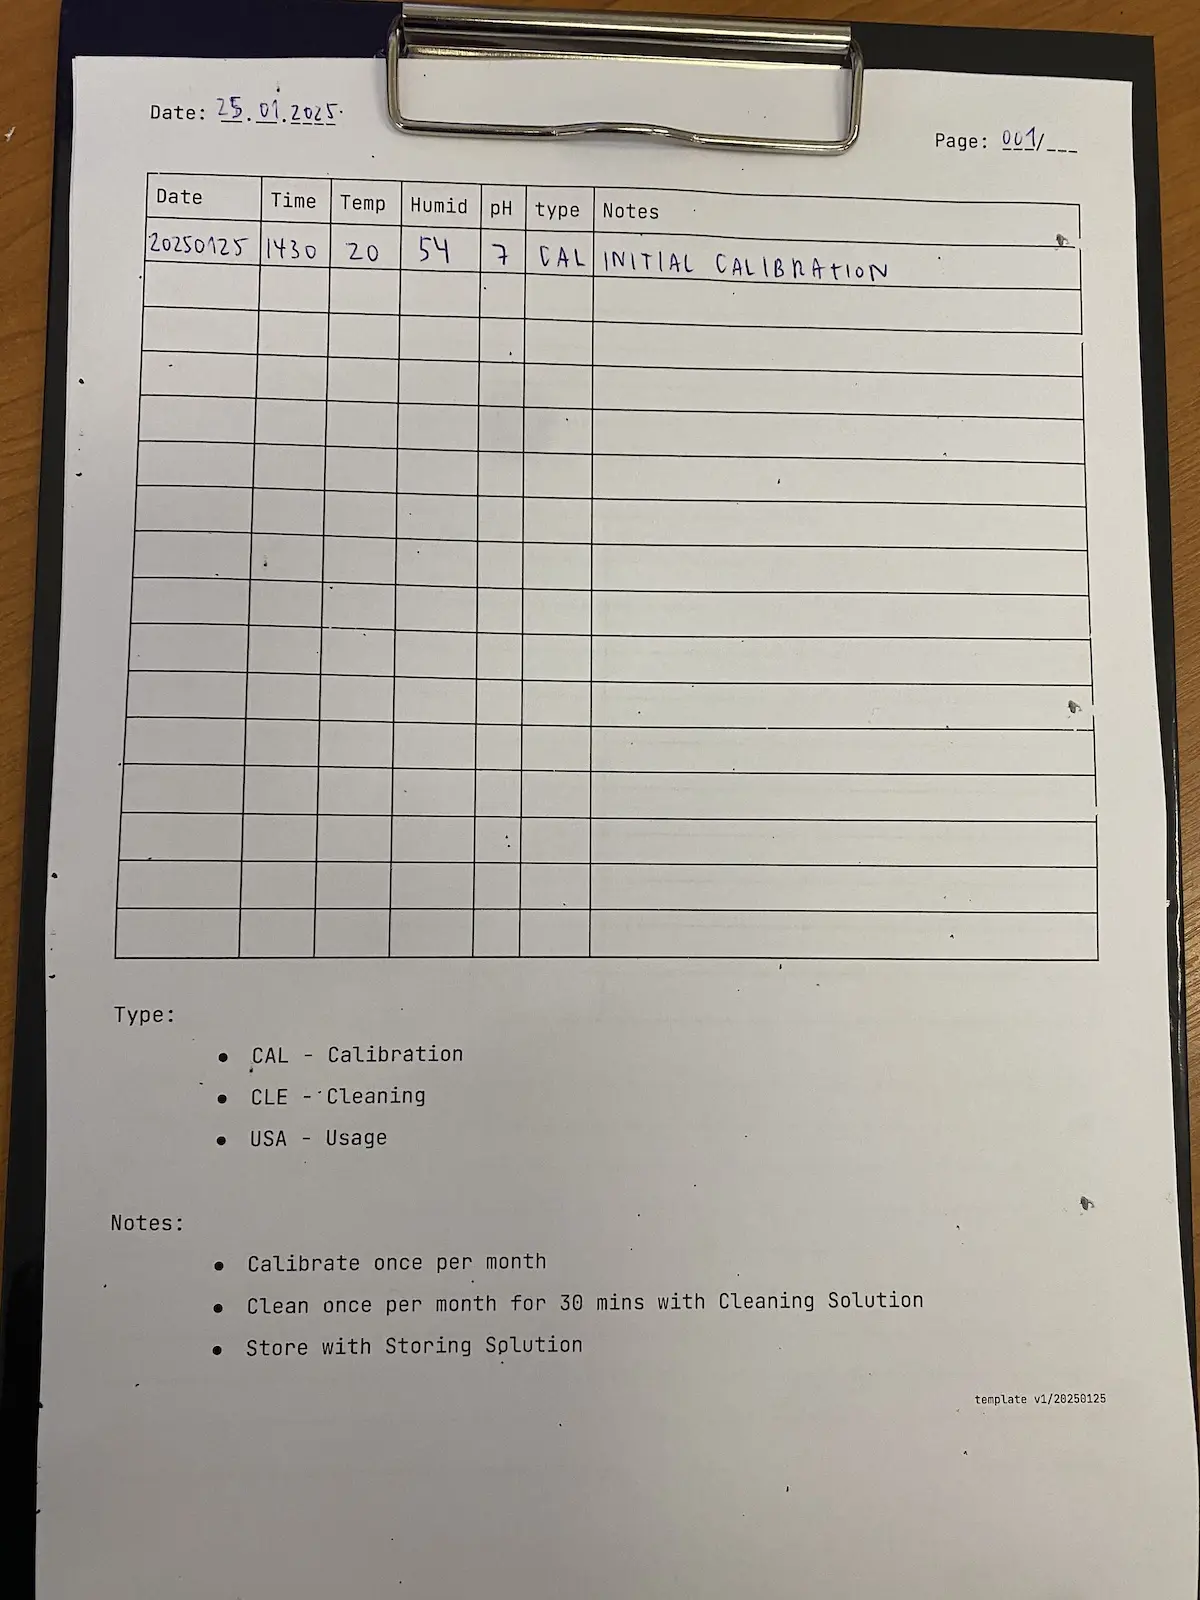 Date: 25.01.2025
Page: 001/___
Date Time Temp Humid pH type Notes
20250125 1430 20 54 7 CAL INITIAL CALIBRATION
Type:
• CAL - Calibration
• CLE - Cleaning
• USA - Usage
Notes:
• Calibrate once per month
• Clean once per month for 30 mins with Cleaning Solution
• Store with Storing Solution
template v1/20250125